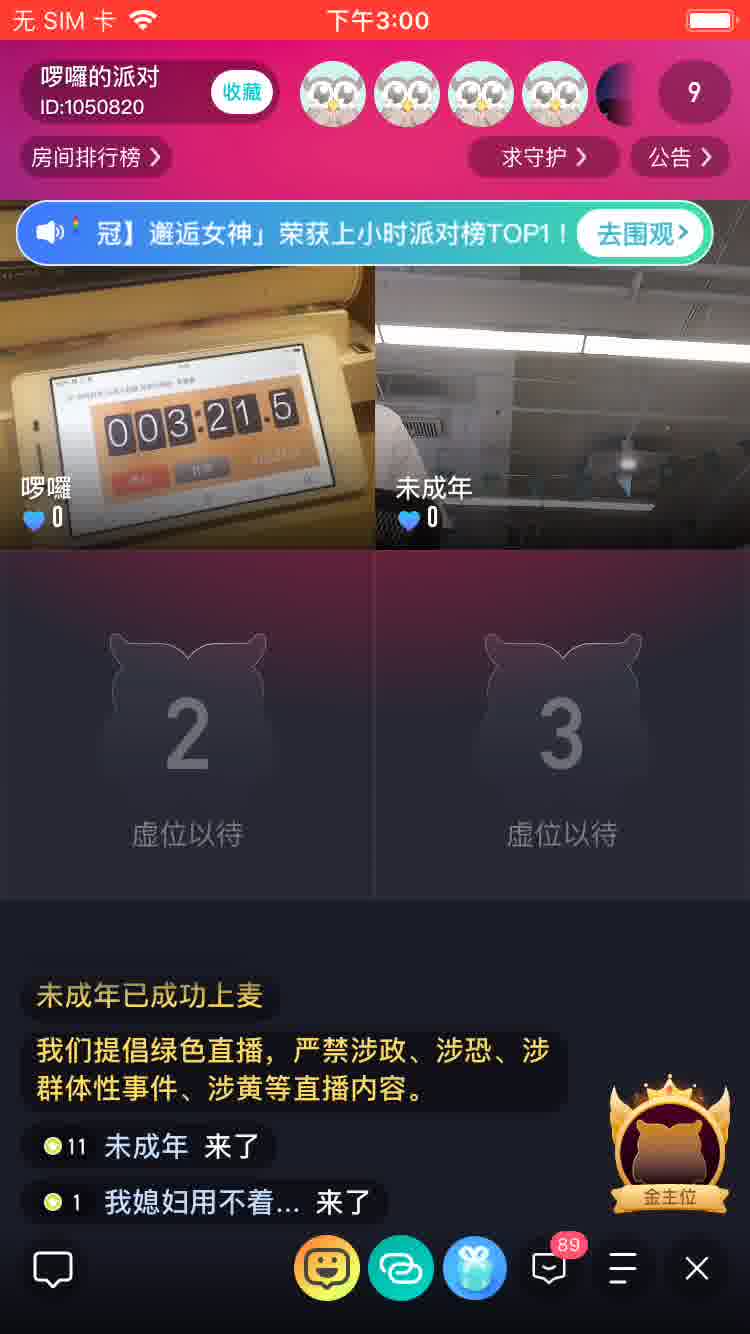 无 SIM 卡
下午3:00
啰囉的派对
ID:1050820
收藏
9
房间排行榜
求守护
公告
冠】邂逅女神」荣获上小时派对榜TOP1！
去围观
003:21.5
啰囉
0
未成年
0
2
虚位以待
3
虚位以待
未成年已成功上麦
我们提倡绿色直播，严禁涉政、涉恐、涉
群体性事件、涉黄等直播内容。
11 未成年 来了
1 我媳妇用不着... 来了
金主位
89